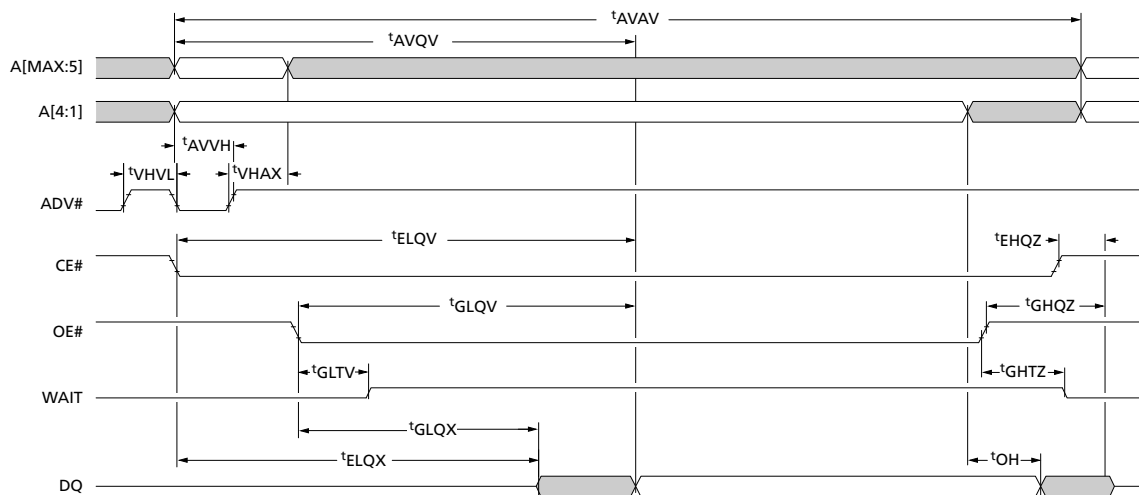 tAVAV
tAVQV
A[MAX:5]
A[4:1]
tAVVH
tVHVL
tVHAX
ADV#
tELQV
tEHQZ
CE#
tGLQV
tGHQZ
OE#
tGLTV
tGHTZ
WAIT
tGLQX
tELQX
tOH
DQ